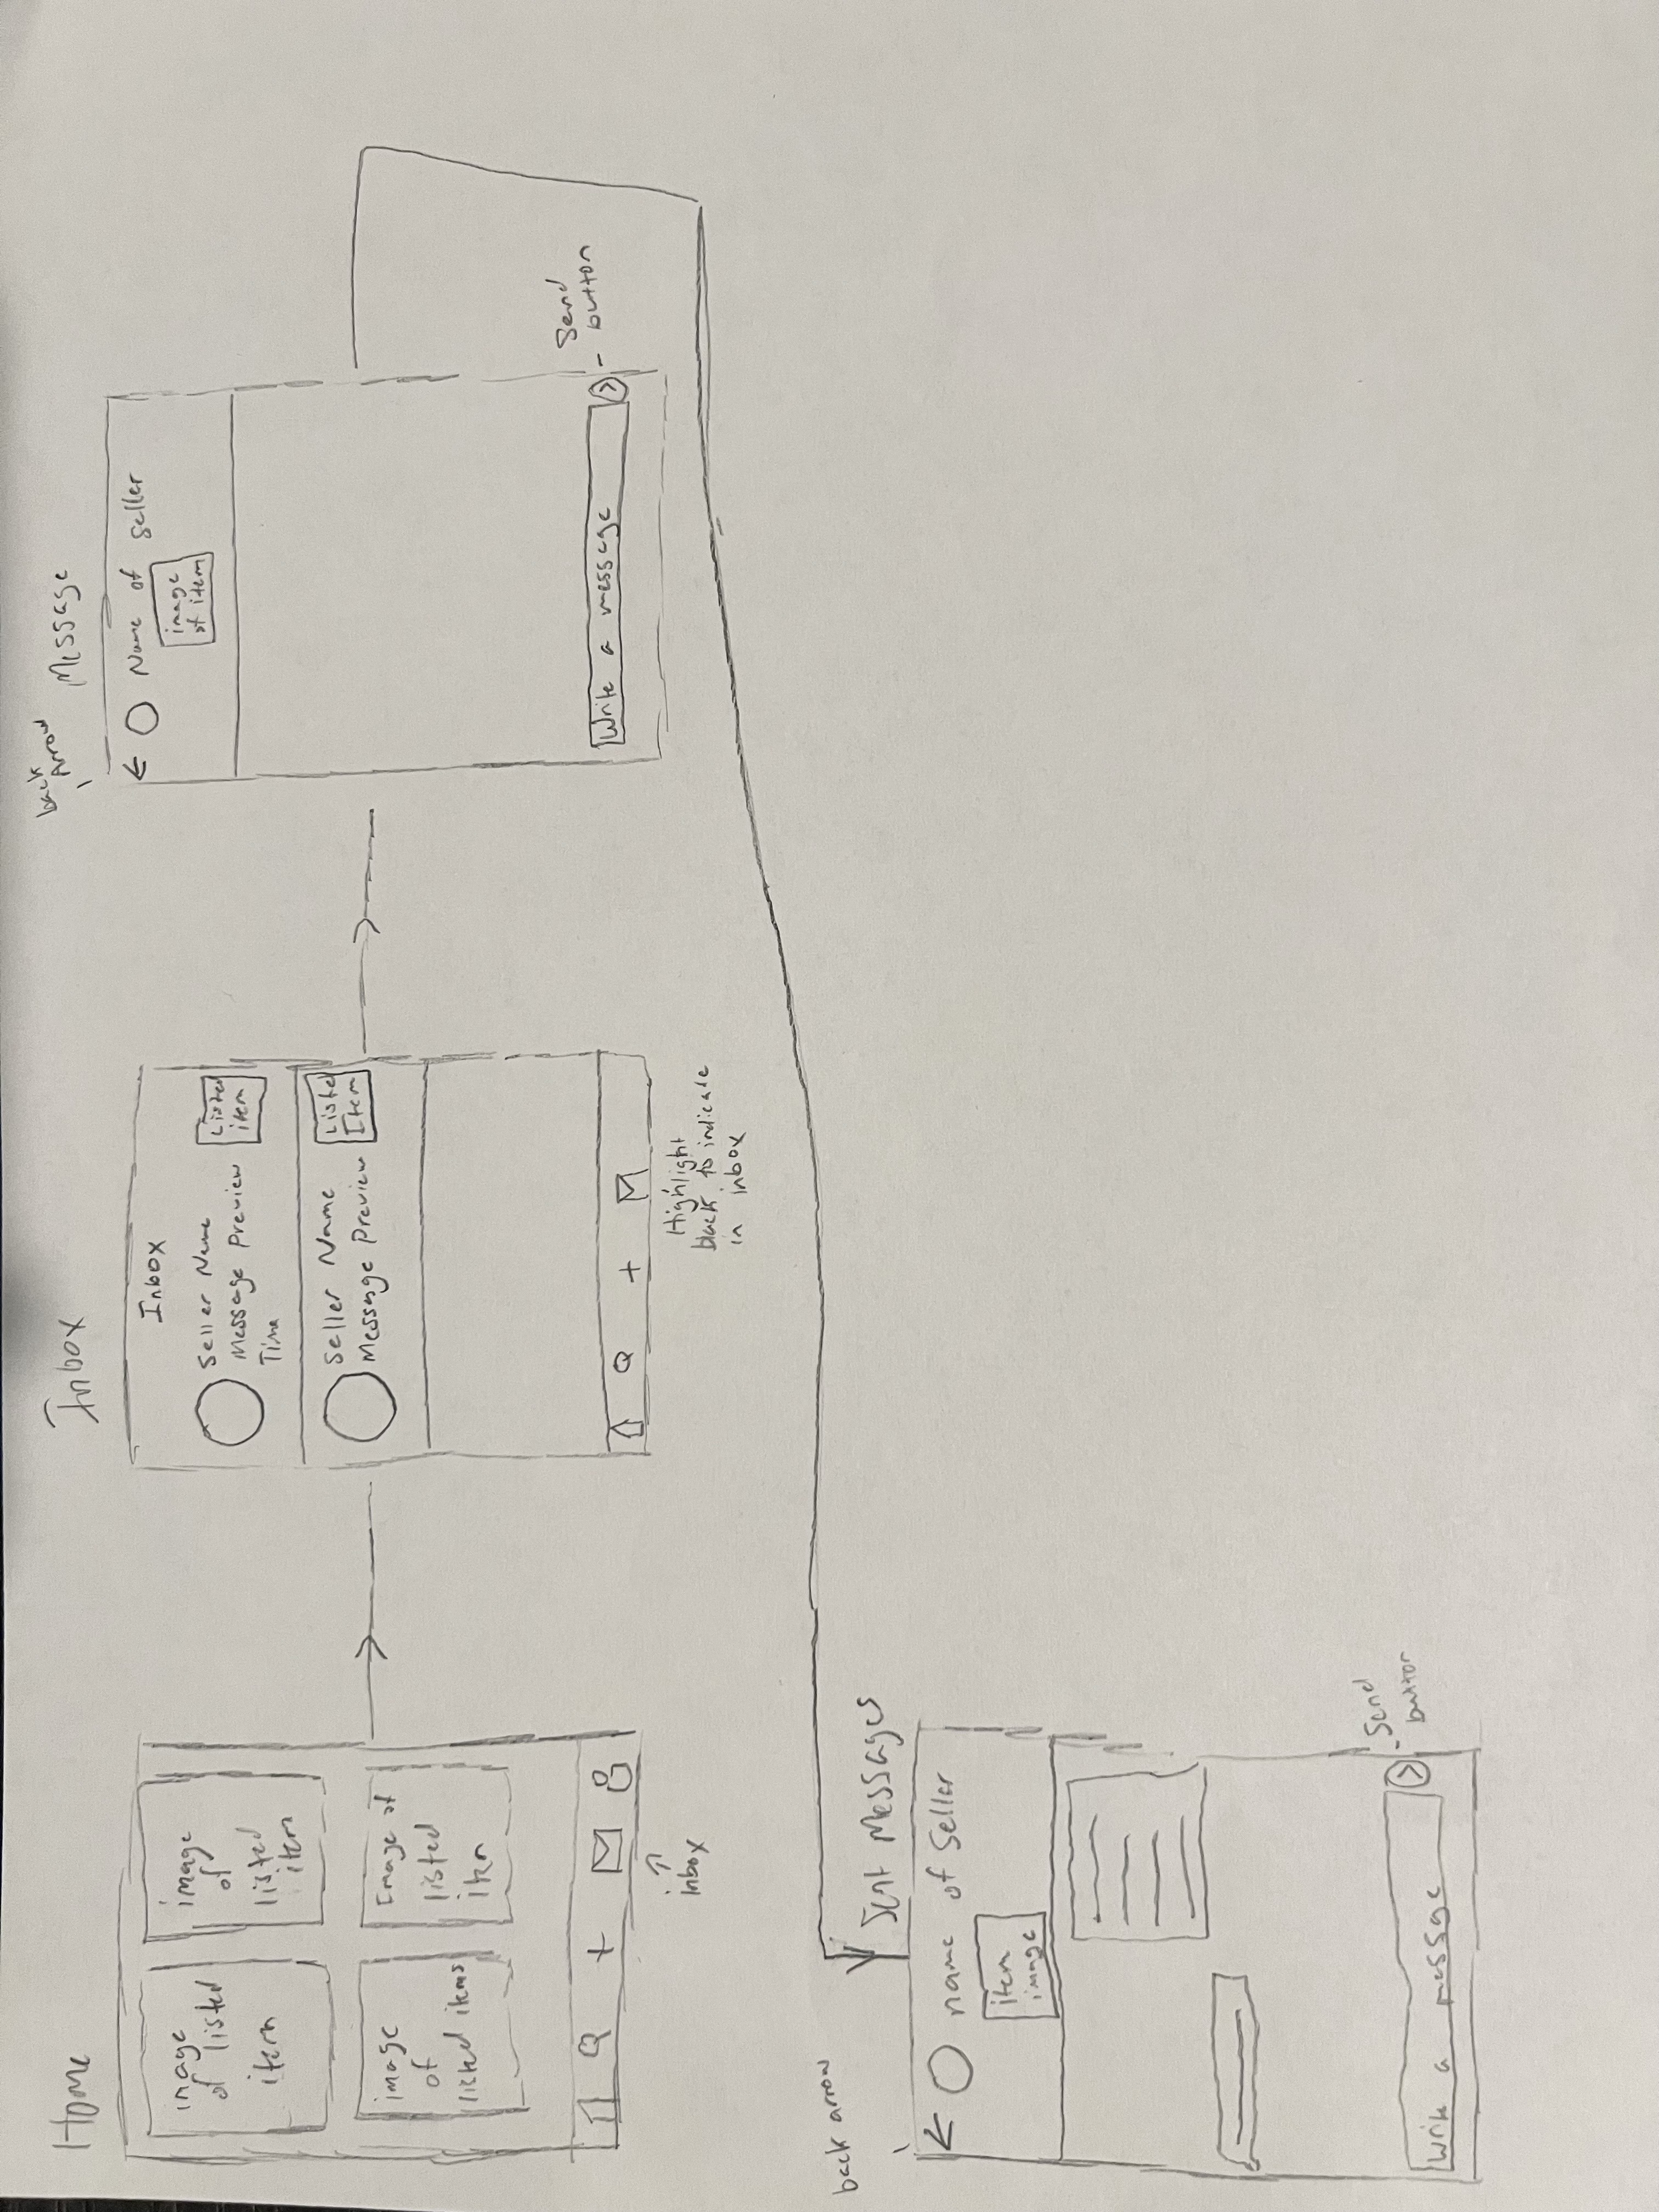 Home
image
of
listed
item
image
of
listed
item
image
of
listed items
Image of
listed
item
inbox
Inbox
Inbox
Seller Name
Message Preview
Time
Listed
item
Seller Name
Message Preview
Listed
Item
Highlight
black to indicate
in inbox
back
arrow
Message
Name of seller
image
of item
Write a message
Send
button
back arrow
Sent Messages
name of Seller
item
image
Write a message
Send
button